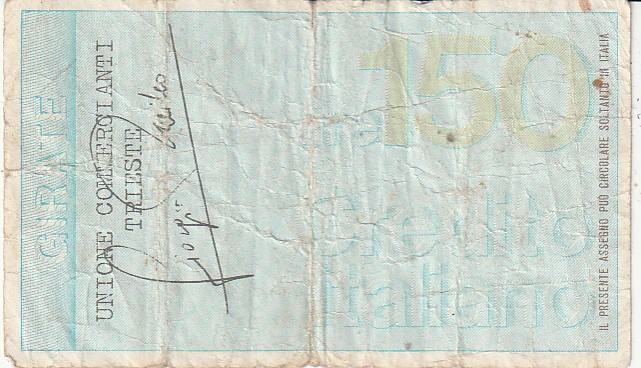 GIRATE
UNIONE COMMERCIANTI
TRIESTE
150
Credito
Italiano
IL PRESENTE ASSEGNO PUÒ CIRCOLARE SOLTANTO IN ITALIA